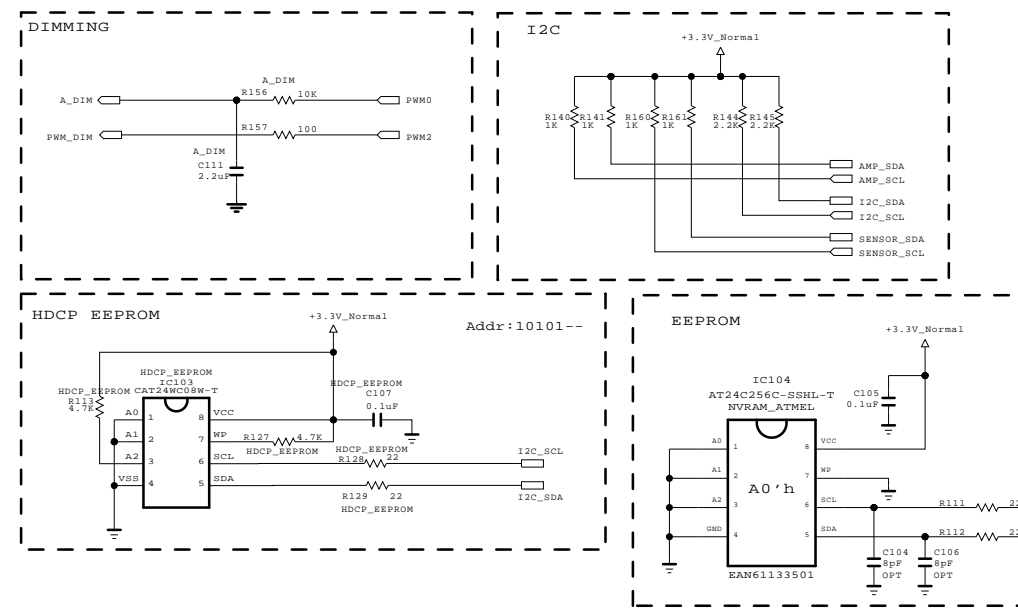 DIMMING
A_DIM
A_DIM
R156
10K
PWM0
PWM_DIM
R157
100
PWM2
A_DIM
C111
2.2uF
I2C
+3.3V_Normal
R140
1K
R141
1K
R160
1K
R161
1K
R144
2.2K
R145
2.2K
AMP_SDA
AMP_SCL
I2C_SDA
I2C_SCL
SENSOR_SDA
SENSOR_SCL
HDCP EEPROM
+3.3V_Normal
Addr:10101--
HDCP_EEPROM
IC103
CAT24WC08W-T
HDCP_EEPROM
R113
4.7K
HDCP_EEPROM
C107
0.1uF
A0
1
8
VCC
A1
2
7
WP
R127
4.7K
HDCP_EEPROM
HDCP_EEPROM
A2
3
6
SCL
R128
22
I2C_SCL
VSS
4
5
SDA
R129
22
I2C_SDA
HDCP_EEPROM
EEPROM
+3.3V_Normal
IC104
AT24C256C-SSHL-T
NVRAM_ATMEL
C105
0.1uF
A0
1
8
VCC
A1
2
7
WP
A0'h
A2
3
6
SCL
R111
22
GND
4
5
SDA
R112
22
C104
8pF
OPT
C106
8pF
OPT
EAN61133501